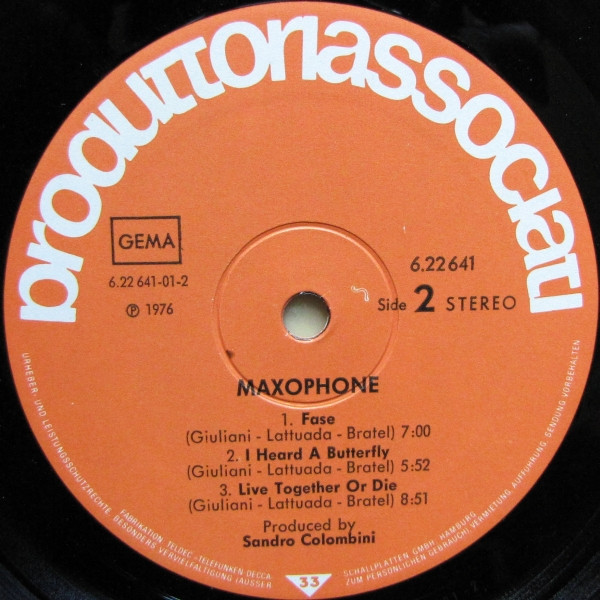 produttoriassociati
GEMA
6.22 641-01-2
℗ 1976
6.22 641
Side 2 STEREO
MAXOPHONE
1. Fase
(Giuliani - Lattuada - Bratel) 7:00
2. I Heard A Butterfly
(Giuliani - Lattuada - Bratel) 5:52
3. Live Together Or Die
(Giuliani - Lattuada - Bratel) 8:51
Produced by
Sandro Colombini
URHEBER- UND LEISTUNGSSCHUTZRECHTE, BESONDERS VERVIELFÄLTIGUNG (AUSSER ZUM PERSÖNLICHEN GEBRAUCH), VERMIETUNG, AUFFÜHRUNG, SENDUNG VORBEHALTEN
FABRIKATION: TELDEC »TELEFUNKEN-DECCA« SCHALLPLATTEN GMBH, HAMBURG
33